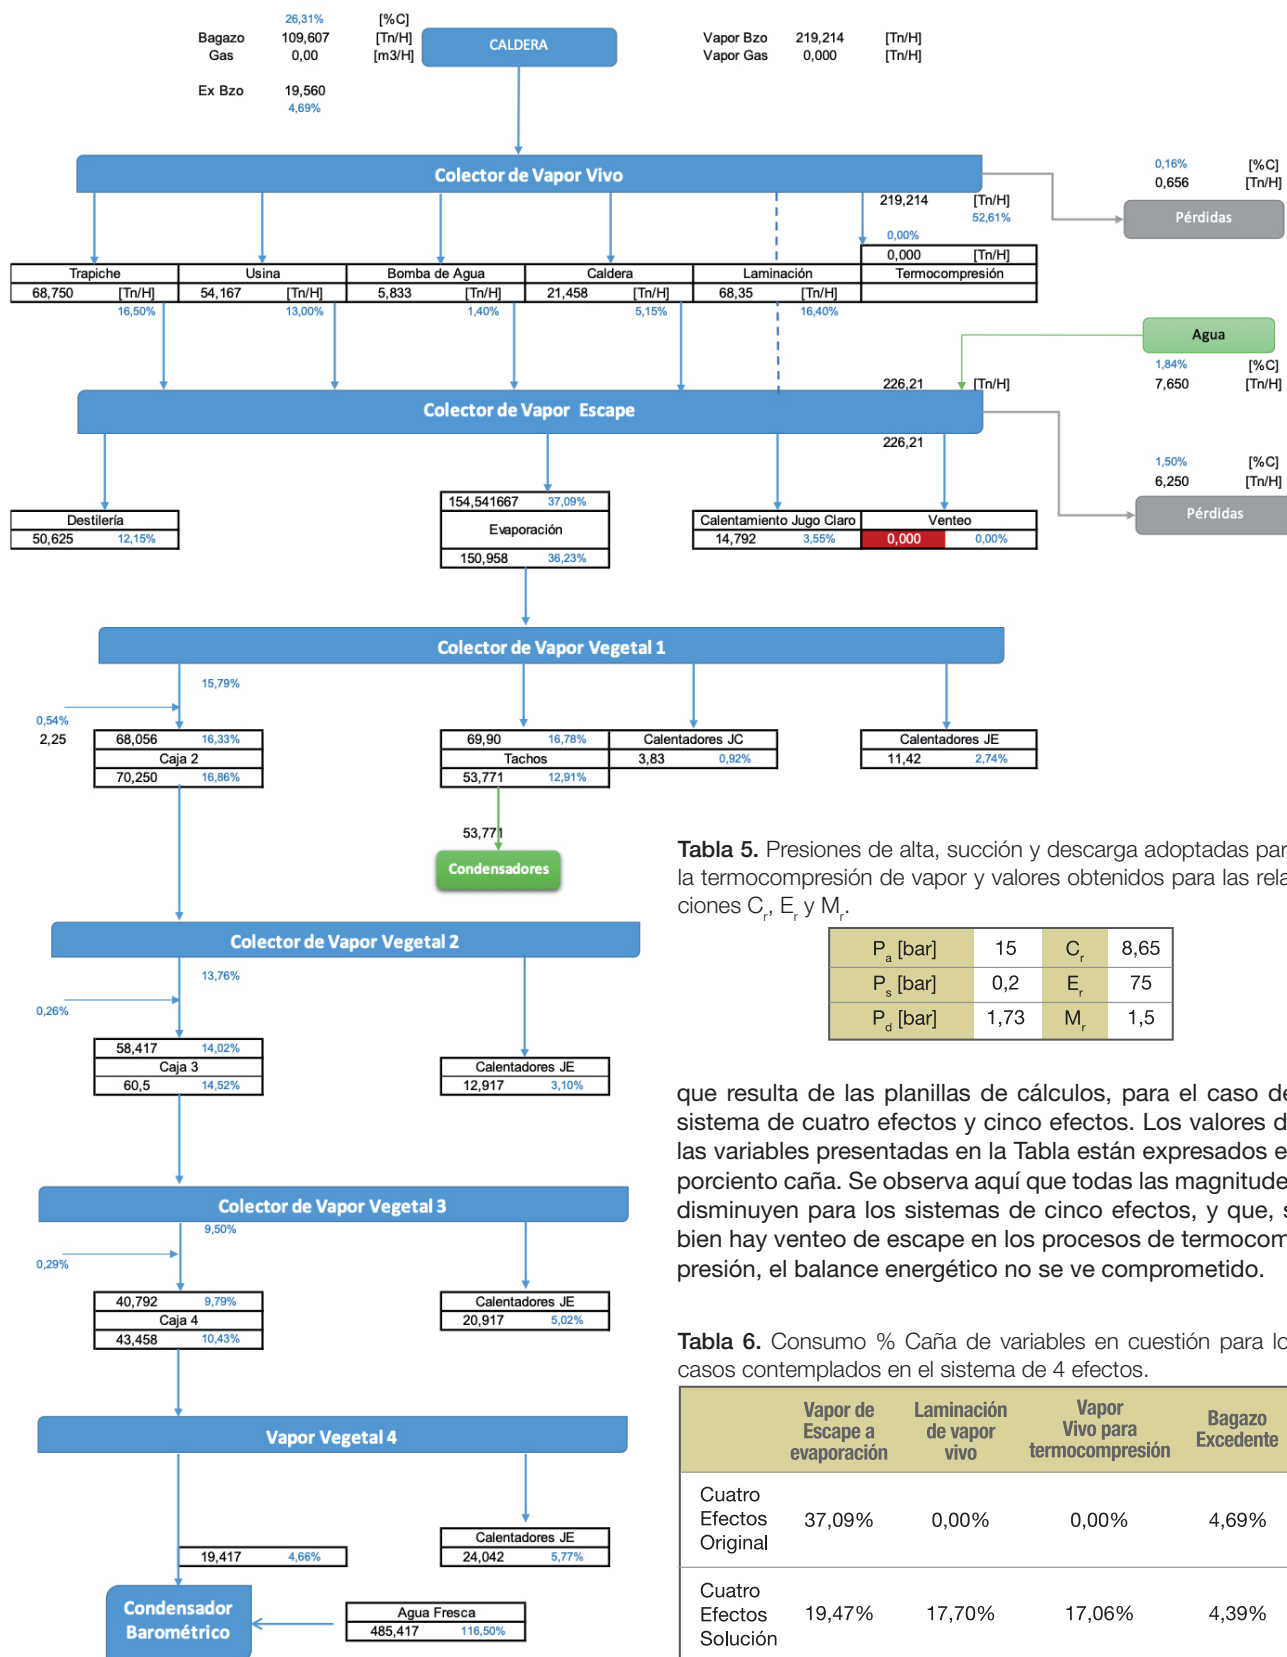 26,31% [%C]
Bagazo 109,607 [Tn/H]
Gas 0,00 [m3/H]
CALDERA
Vapor Bzo 219,214 [Tn/H]
Vapor Gas 0,000 [Tn/H]
Ex Bzo 19,560
4,69%
Colector de Vapor Vivo
0,16% [%C]
0,656 [Tn/H]
Pérdidas
219,214 [Tn/H]
52,61%
0,00%
0,000 [Tn/H]
Trapiche Usina Bomba de Agua Caldera Laminación Termocompresión
68,750 [Tn/H] 54,167 [Tn/H] 5,833 [Tn/H] 21,458 [Tn/H] 68,35 [Tn/H]
16,50% 13,00% 1,40% 5,15% 16,40%
Agua
1,84% [%C]
7,650 [Tn/H]
226,21 [Tn/H]
Colector de Vapor Escape
226,21
1,50% [%C]
6,250 [Tn/H]
Pérdidas
Destilería
50,625 12,15%
154,541667 37,09%
Evaporación
150,958 36,23%
Calentamiento Jugo Claro Venteo
14,792 3,55% 0,000 0,00%
Colector de Vapor Vegetal 1
15,79%
0,54%
2,25
68,056 16,33%
Caja 2
70,250 16,86%
69,90 16,78%
Tachos
53,771 12,91%
Calentadores JC
3,83 0,92%
Calentadores JE
11,42 2,74%
53,771
Condensadores
Colector de Vapor Vegetal 2
13,76%
0,26%
58,417 14,02%
Caja 3
60,5 14,52%
Calentadores JE
12,917 3,10%
Colector de Vapor Vegetal 3
9,50%
0,29%
40,792 9,79%
Caja 4
43,458 10,43%
Calentadores JE
20,917 5,02%
Vapor Vegetal 4
19,417 4,66%
Calentadores JE
24,042 5,77%
Condensador
Barométrico
Agua Fresca
485,417 116,50%
Tabla 5. Presiones de alta, succión y descarga adoptadas par
la termocompresión de vapor y valores obtenidos para las rela
ciones Cr, Er y Mr.
Pa [bar] 15 Cr 8,65
Ps [bar] 0,2 Er 75
Pd [bar] 1,73 Mr 1,5
que resulta de las planillas de cálculos, para el caso de
sistema de cuatro efectos y cinco efectos. Los valores d
las variables presentadas en la Tabla están expresados e
porciento caña. Se observa aquí que todas las magnitude
disminuyen para los sistemas de cinco efectos, y que, s
bien hay venteo de escape en los procesos de termocom
presión, el balance energético no se ve comprometido.
Tabla 6. Consumo % Caña de variables en cuestión para lo
casos contemplados en el sistema de 4 efectos.
Vapor de Escape a evaporación Laminación de vapor vivo Vapor Vivo para termocompresión Bagazo Excedente
Cuatro Efectos Original 37,09% 0,00% 0,00% 4,69%
Cuatro Efectos Solución 19,47% 17,70% 17,06% 4,39%